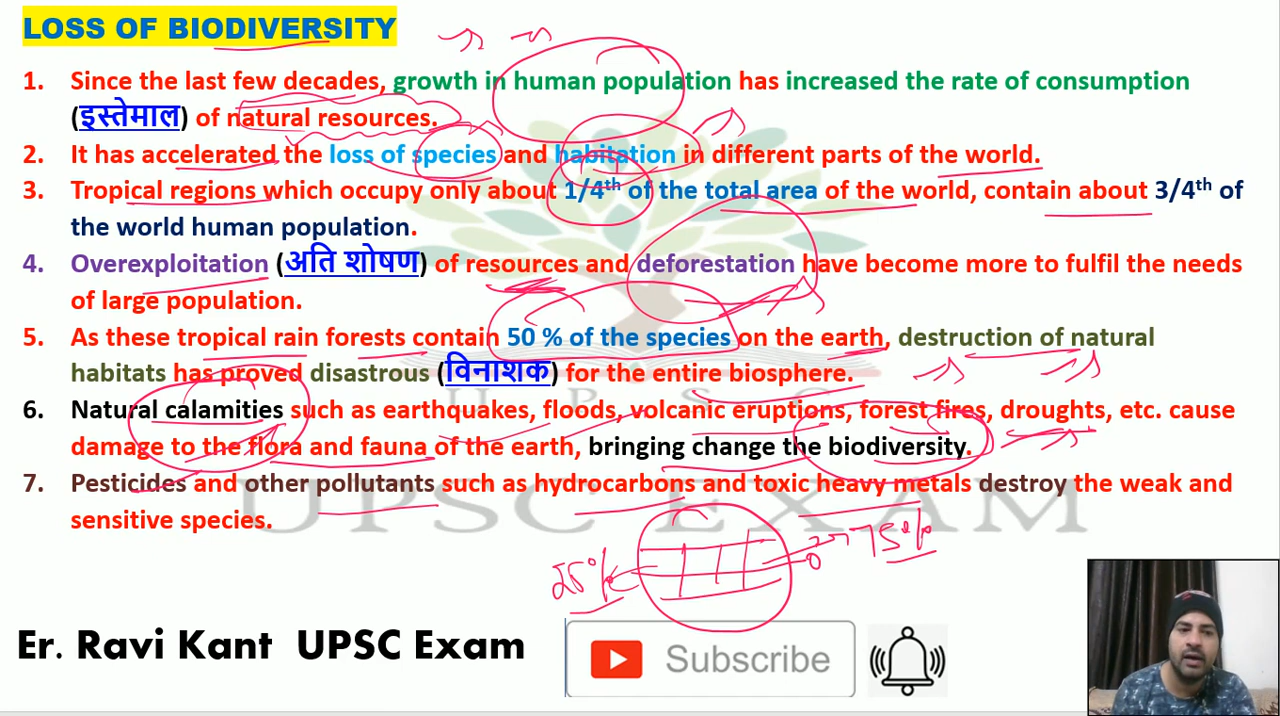 LOSS OF BIODIVERSITY
1. Since the last few decades, growth in human population has increased the rate of consumption
(इस्तेमाल) of natural resources.
2. It has accelerated the loss of species and habitation in different parts of the world.
3. Tropical regions which occupy only about 1/4th of the total area of the world, contain about 3/4th of
the world human population.
4. Overexploitation (अति शोषण) of resources and deforestation have become more to fulfil the needs
of large population.
5. As these tropical rain forests contain 50 % of the species on the earth, destruction of natural
habitats has proved disastrous (विनाशक) for the entire biosphere.
6. Natural calamities such as earthquakes, floods, volcanic eruptions, forest fires, droughts, etc. cause
damage to the flora and fauna of the earth, bringing change the biodiversity.
7. Pesticides and other pollutants such as hydrocarbons and toxic heavy metals destroy the weak and
sensitive species.
UPSC
UPSC EXAM
25% 75%
Er. Ravi Kant UPSC Exam
Subscribe